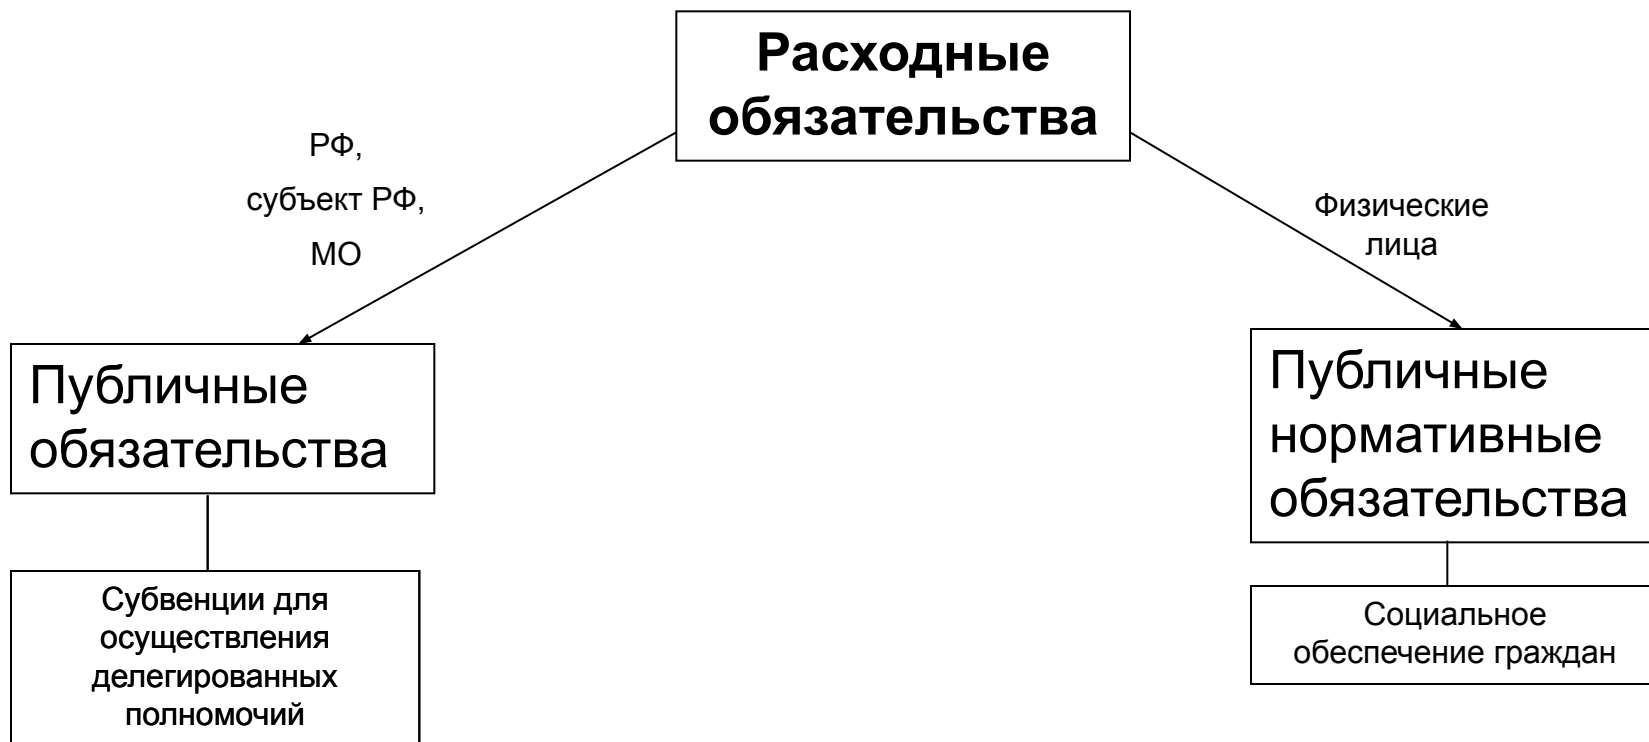 Расходные
обязательства
РФ,
субъект РФ,
МО
Физические
лица
Публичные
обязательства
Публичные
нормативные
обязательства
Субвенции для
осуществления
делегированных
полномочий
Социальное
обеспечение граждан